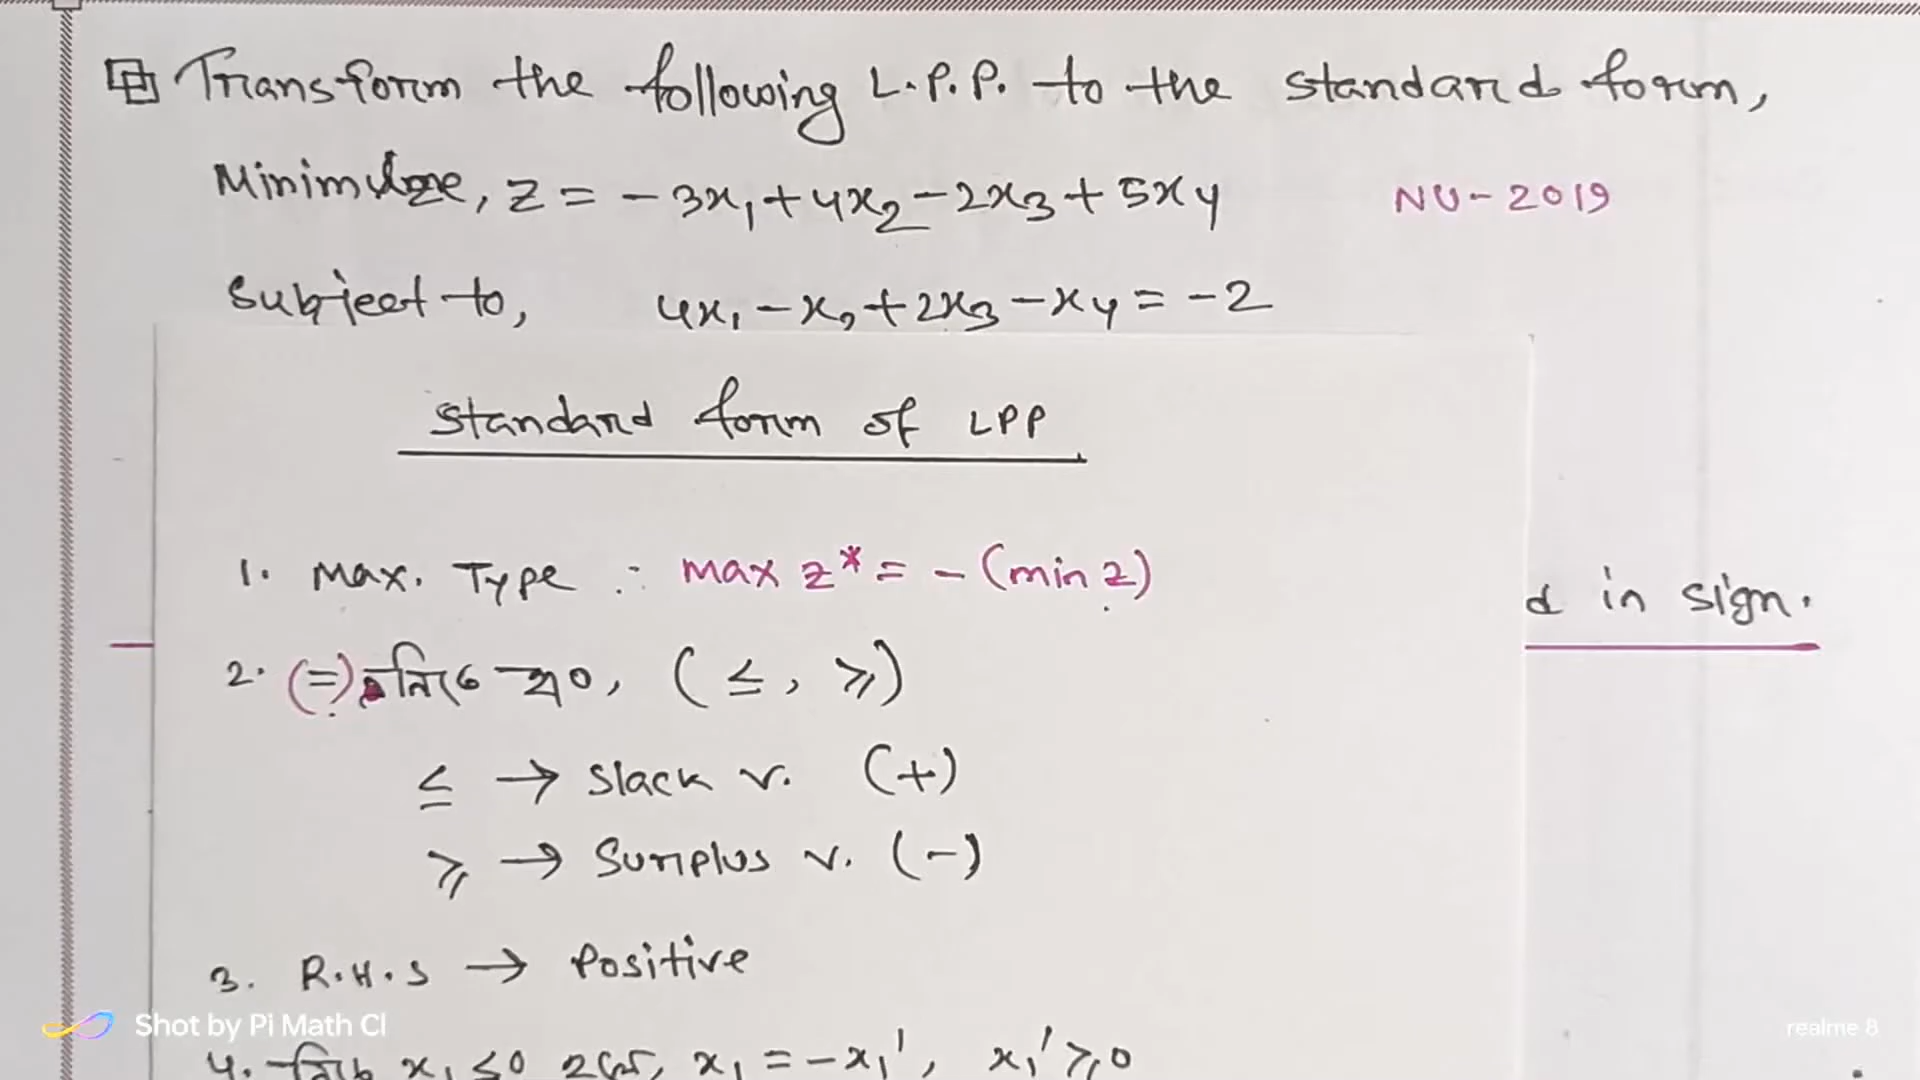 Transform the following L.P.P. to the standard form,
Minimize, z = -3x₁ + 4x₂ - 2x₃ + 5x₄
NU-2019
Subject to, 4x₁ - x₂ + 2x₃ - x₄ = -2
Standard form of LPP
1. Max. Type : max z* = -(min z)
d in sign.
2. (=) নিতে হবে, (≤, ≥)
≤ → Slack v. (+)
≥ → Surplus v. (-)
3. R.H.S → Positive
4. x₁ ≤ 0 হলে, x₁ = -x₁', x₁' ≥ 0
Shot by Pi Math Cl
realme 8